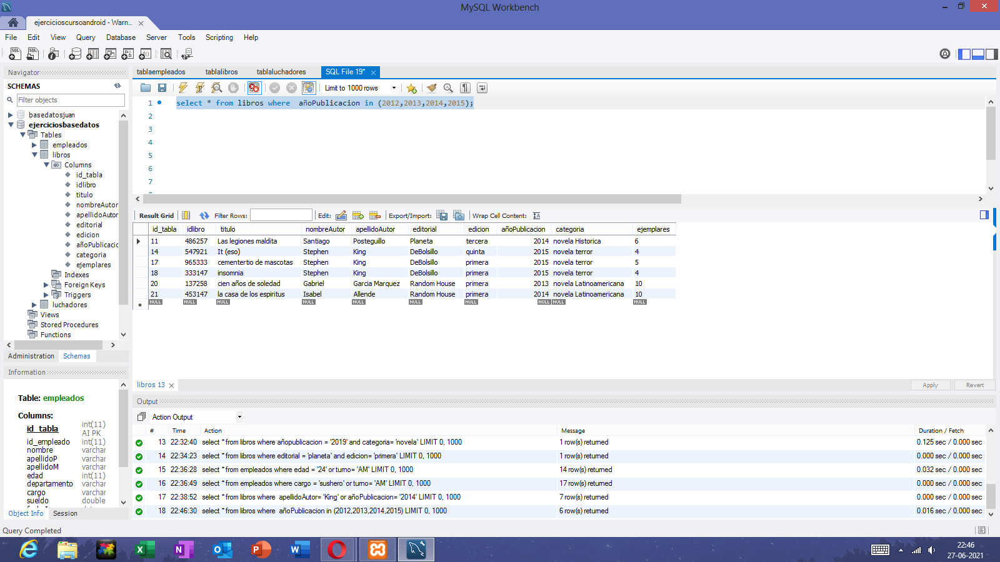 MySQL Workbench
ejercicioscursoandroid - Warn...
File Edit View Query Database Server Tools Scripting Help
Navigator
SCHEMAS
Filter objects
basedatosjuan
ejerciciosbasedatos
Tables
empleados
libros
Columns
id_tabla
idlibro
titulo
nombreAutor
apellidoAutor
editorial
edicion
añoPublicacio
categoria
ejemplares
Indexes
Foreign Keys
Triggers
luchadores
Views
Stored Procedures
Functions
Administration Schemas
Information
Table: empleados
Columns:
id_tabla int(11)
AI PK
id_empleado int(11)
nombre varchar
apellidoP varchar
apellidoM varchar
edad int(11)
departamento varchar
cargo varchar
sueldo double
Object Info Session
tablaempleados tablalibros tablaluchadores SQL File 19*
Limit to 1000 rows
1 select * from libros where  añoPublicacion in (2012,2013,2014,2015);
2
3
4
5
6
7
Result Grid Filter Rows: Edit: Export/Import: Wrap Cell Content:
id_tabla idlibro titulo nombreAutor apellidoAutor editorial edicion añoPublicacion categoria ejemplares
11 486257 Las legiones maldita Santiago Posteguillo Planeta tercera 2014 novela Historica 6
14 547921 It (eso) Stephen King DeBolsillo quinta 2015 novela terror 4
17 965333 cementertio de mascotas Stephen King DeBolsillo primera 2015 novela terror 5
18 333147 insomnia Stephen King DeBolsillo primera 2015 novela terror 4
20 137258 cien años de soledad Gabriel Garcia Marquez Random House primera 2013 novela Latinoamericana 10
21 453147 la casa de los espiritus Isabel Allende Random House primera 2014 novela Latinoamericana 10
NULL NULL NULL NULL NULL NULL NULL NULL NULL NULL
libros 13
Apply Revert
Output
Action Output
# Time Action Message Duration / Fetch
13 22:32:40 select * from libros where añopublicacion = '2019' and categoria= 'novela' LIMIT 0, 1000 1 row(s) returned 0.125 sec / 0.000 sec
14 22:34:23 select * from libros where editorial = 'planeta' and edicion= 'primera' LIMIT 0, 1000 1 row(s) returned 0.000 sec / 0.000 sec
15 22:36:28 select * from empleados where edad = '24' or turno= 'AM' LIMIT 0, 1000 14 row(s) returned 0.032 sec / 0.000 sec
16 22:36:49 select * from empleados where cargo = 'sushero' or turno= 'AM' LIMIT 0, 1000 17 row(s) returned 0.000 sec / 0.000 sec
17 22:38:52 select * from libros where  apellidoAutor= 'King' or añoPublicacion= '2014' LIMIT 0, 1000 7 row(s) returned 0.000 sec / 0.000 sec
18 22:46:30 select * from libros where  añoPublicacion in (2012,2013,2014,2015) LIMIT 0, 1000 6 row(s) returned 0.016 sec / 0.000 sec
Query Completed
22:46
27-06-2021